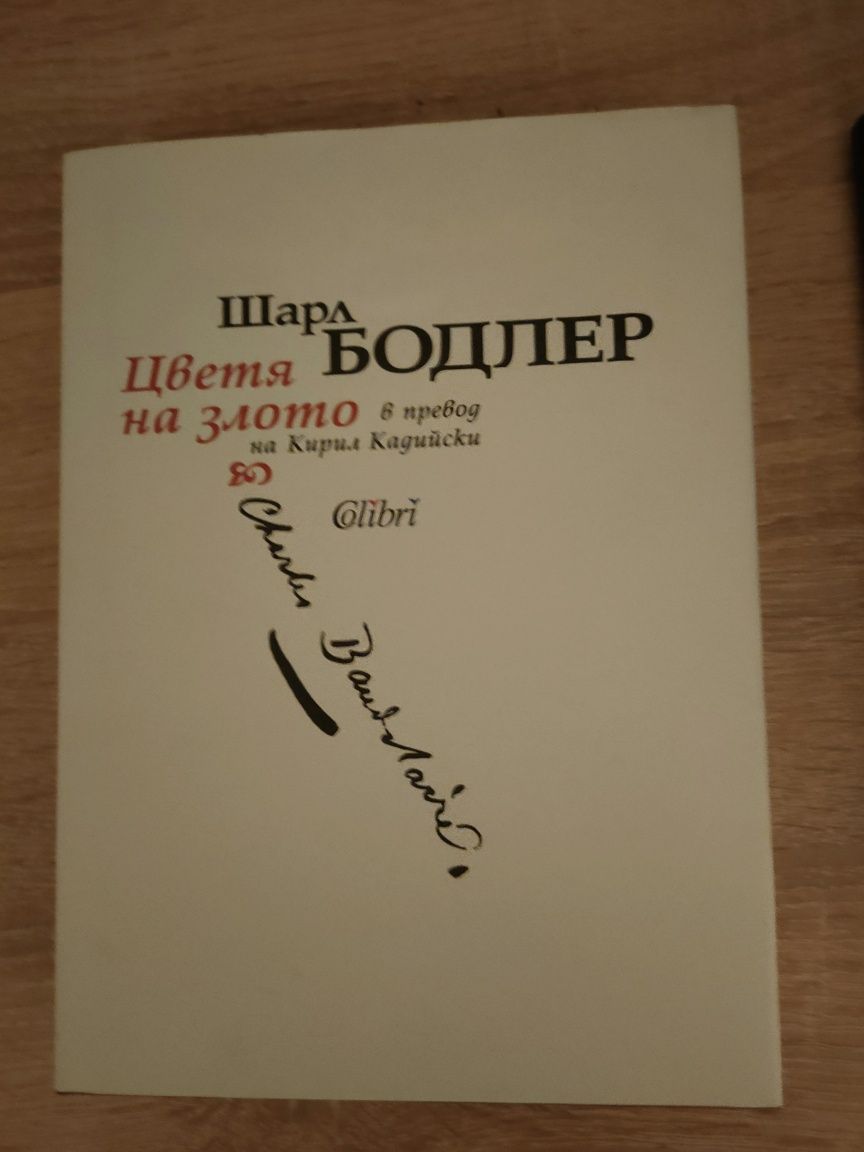 Шарл
БОДЛЕР
Цветя
на злото
в превод
на Кирил Кадийски
Colibri
Charles Baudelaire.